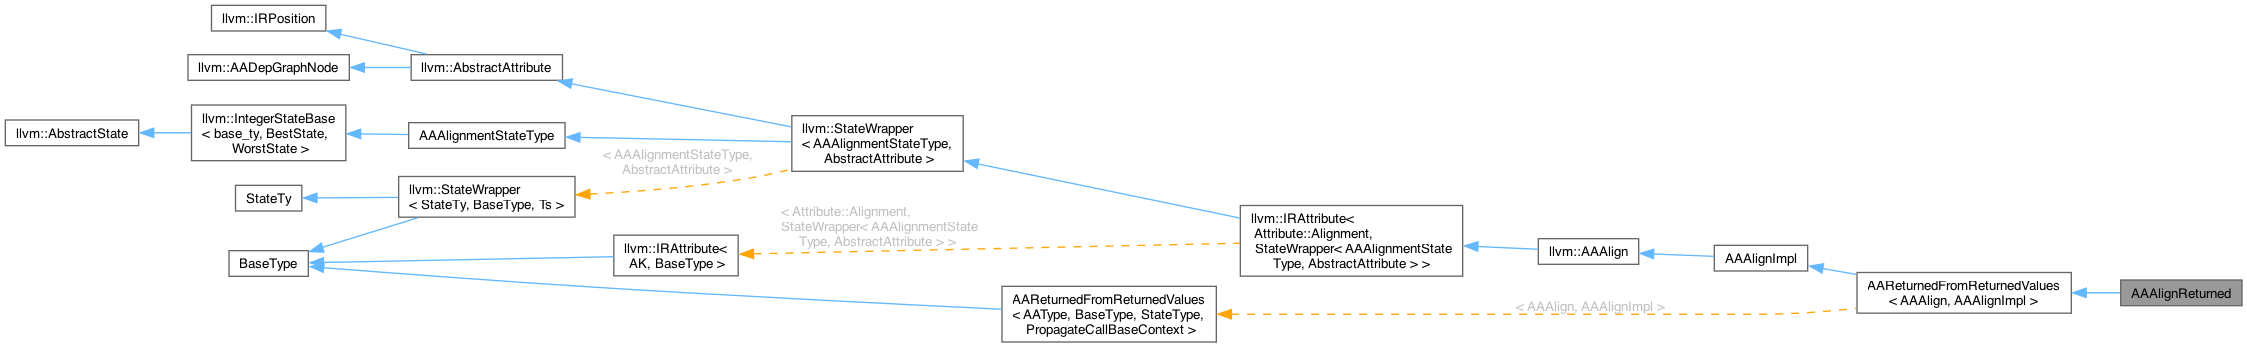 llvm::IRPosition
llvm::AADepGraphNode
llvm::AbstractAttribute
llvm::AbstractState
llvm::IntegerStateBase
< base_ty, BestState,
WorstState >
AAAlignmentStateType
llvm::StateWrapper
< AAAlignmentStateType,
AbstractAttribute >
< AAAlignmentStateType,
AbstractAttribute >
StateTy
llvm::StateWrapper
< StateTy, BaseType, Ts >
BaseType
llvm::IRAttribute<
AK, BaseType >
< Attribute::Alignment,
StateWrapper< AAAlignmentState
Type, AbstractAttribute > >
llvm::IRAttribute<
Attribute::Alignment,
StateWrapper< AAAlignmentState
Type, AbstractAttribute > >
llvm::AAAlign
AAAlignImpl
AAReturnedFromReturnedValues
< AAType, BaseType, StateType,
PropagateCallBaseContext >
< AAAlign, AAAlignImpl >
AAReturnedFromReturnedValues
< AAAlign, AAAlignImpl >
AAAlignReturned